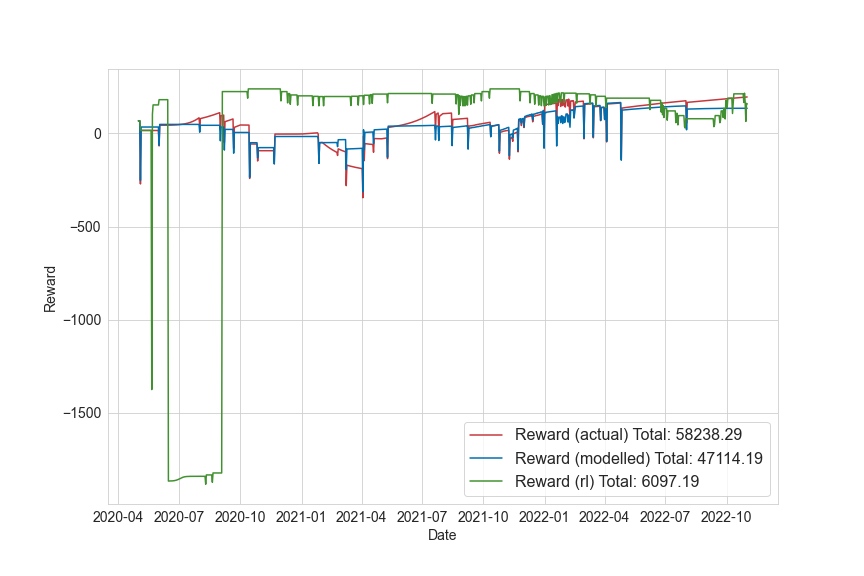 0
−500
−1000
−1500
Reward
Reward (actual) Total: 58238.29
Reward (modelled) Total: 47114.19
Reward (rl) Total: 6097.19
2020-04 2020-07 2020-10 2021-01 2021-04 2021-07 2021-10 2022-01 2022-04 2022-07 2022-10
Date